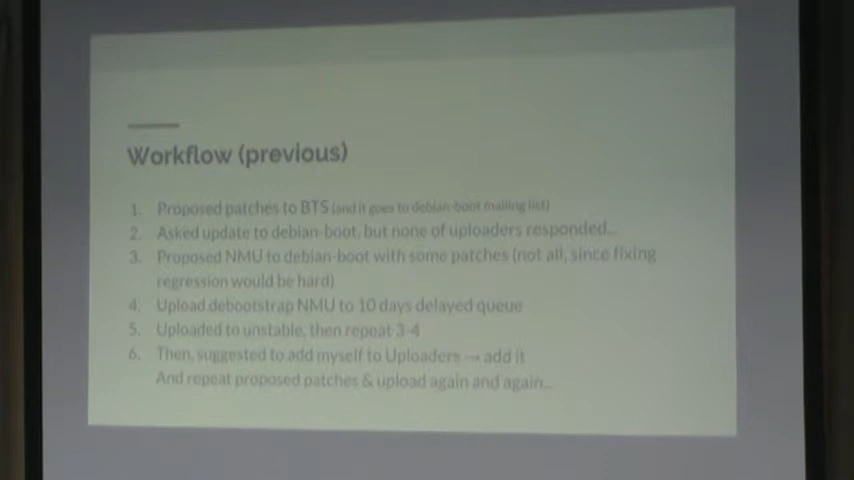 Workflow (previous)
1. Proposed patches to BTS (and it goes to debian-boot mailing list)
2. Asked update to debian-boot, but none of uploaders responded...
3. Proposed NMU to debian-boot with some patches (not all, since fixing
regression would be hard)
4. Upload debootstrap NMU to 10 days delayed queue
5. Uploaded to unstable, then repeat 3-4
6. Then, suggested to add myself to Uploaders → add it
And repeat proposed patches & upload again and again...